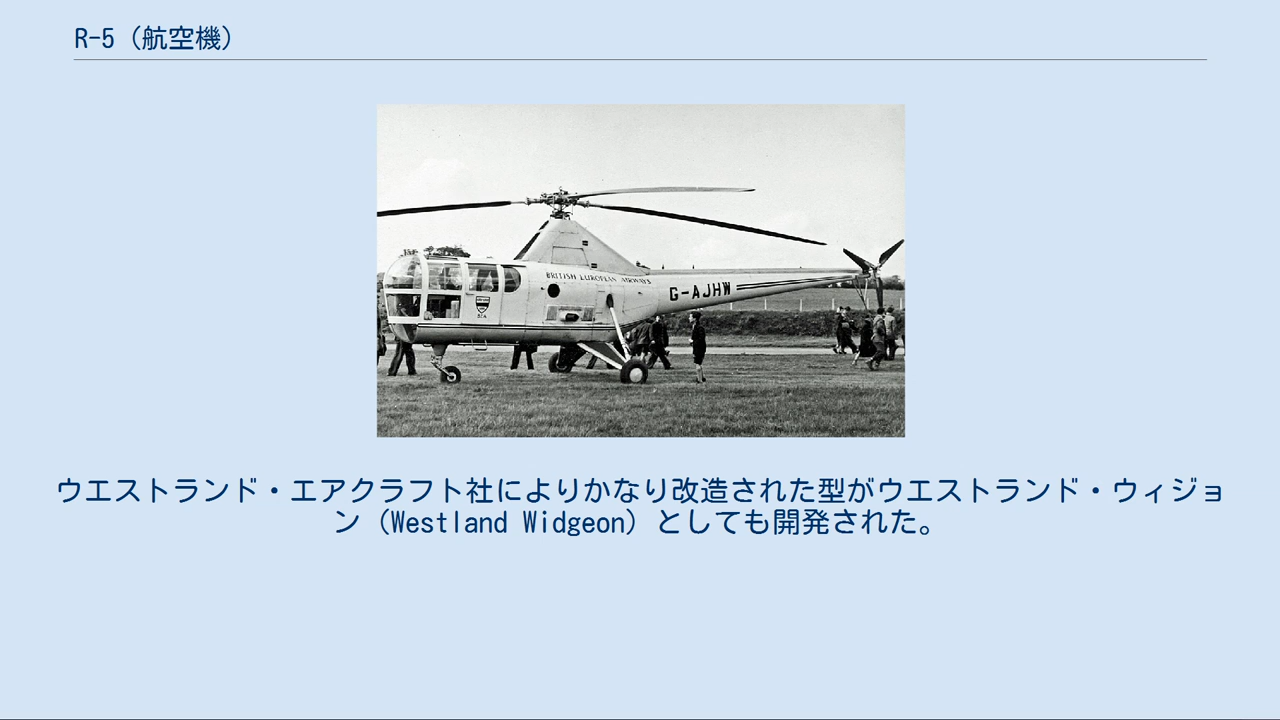 R-5（航空機）
BRITISH EUROPEAN AIRWAYS
G-AJHW
BEA
ウエストランド・エアクラフト社によりかなり改造された型がウエストランド・ウィジョ
ン（Westland Widgeon）としても開発された。